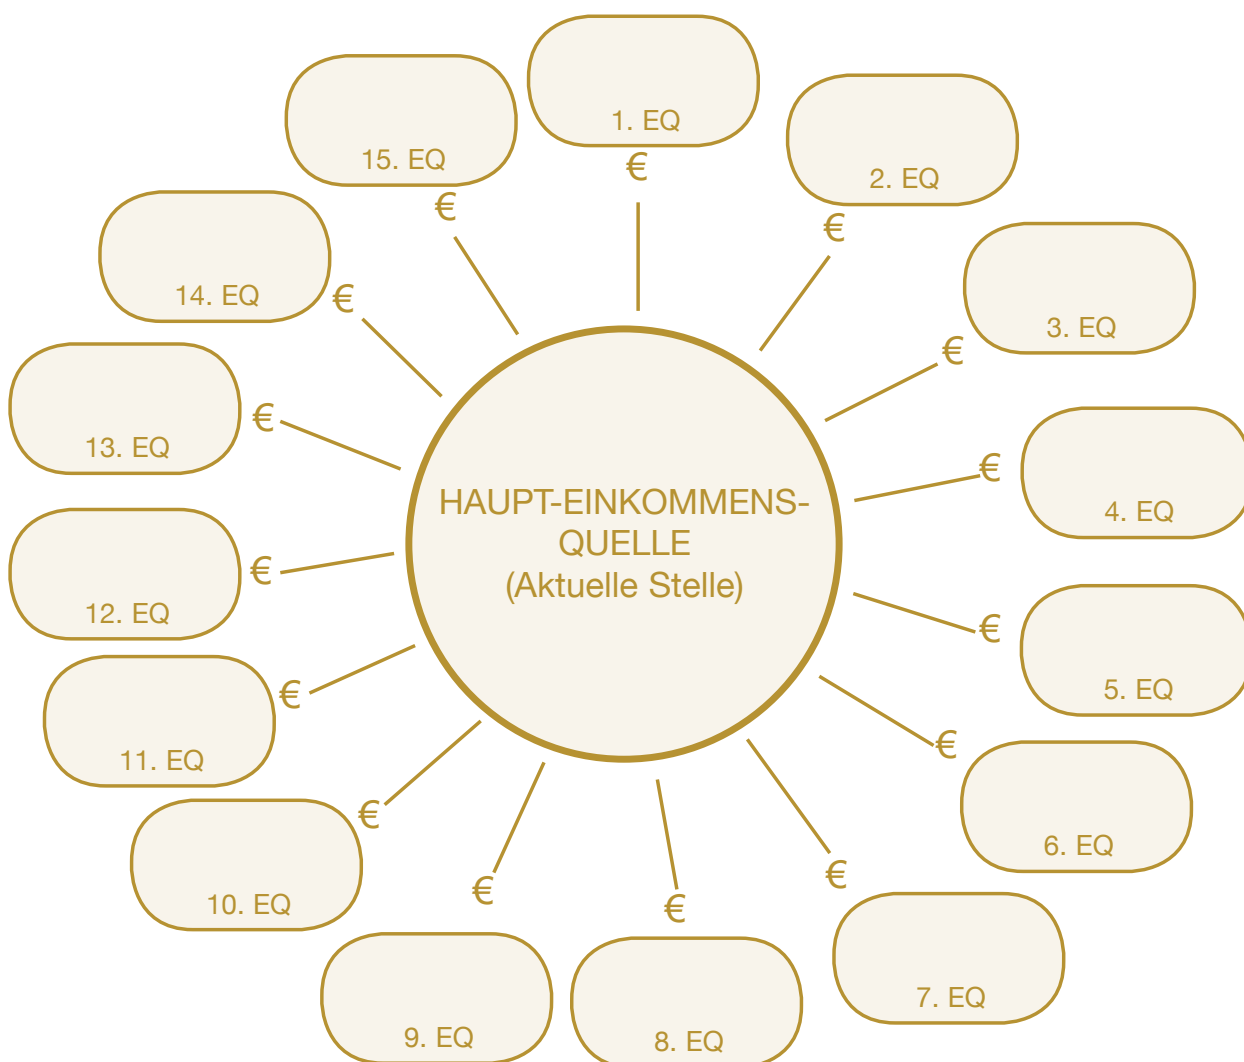 1. EQ
€
2. EQ
€
3. EQ
€
4. EQ
€
5. EQ
€
6. EQ
€
7. EQ
€
8. EQ
€
9. EQ
€
10. EQ
€
11. EQ
€
12. EQ
€
13. EQ
€
14. EQ
€
15. EQ
€
HAUPT-EINKOMMENS-
QUELLE
(Aktuelle Stelle)